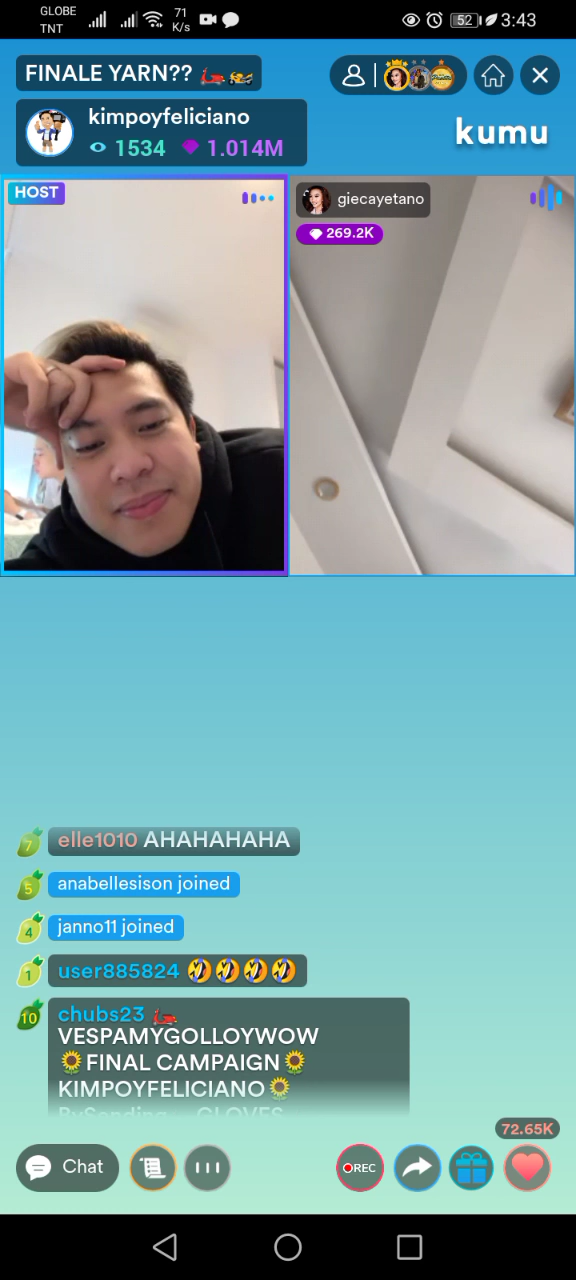 GLOBE
TNT
71
K/s
52
3:43
FINALE YARN??
kimpoyfeliciano
1534 1.014M
kumu
HOST
giecayetano
269.2K
7 elle1010 AHAHAHAHA
5 anabellesison joined
4 janno11 joined
1 user885824 🤣🤣🤣🤣
10 chubs23 🛵
VESPAMYGOLLOYWOW
🌻FINAL CAMPAIGN🌻
KIMPOYFELICIANO🌻
BySending GLOVES
72.65K
Chat
REC